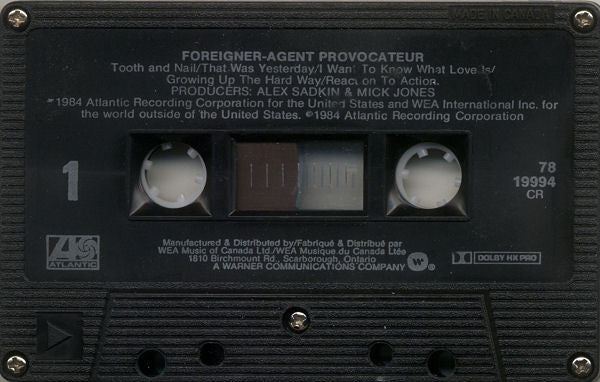 MADE IN CANADA
FOREIGNER-AGENT PROVOCATEUR
Tooth and Nail/That Was Yesterday/I Want To Know What Love Is/
Growing Up The Hard Way/Reaction To Action.
PRODUCERS: ALEX SADKIN & MICK JONES
℗1984 Atlantic Recording Corporation for the United States and WEA International Inc. for
the world outside of the United States. ©1984 Atlantic Recording Corporation
1
78
19994
CR
ATLANTIC
Manufactured & Distributed by/Fabriqué & Distribué par
WEA Music of Canada Ltd./WEA Musique du Canada Ltée
1810 Birchmount Rd., Scarborough, Ontario
A WARNER COMMUNICATIONS COMPANY
DOLBY HX PRO